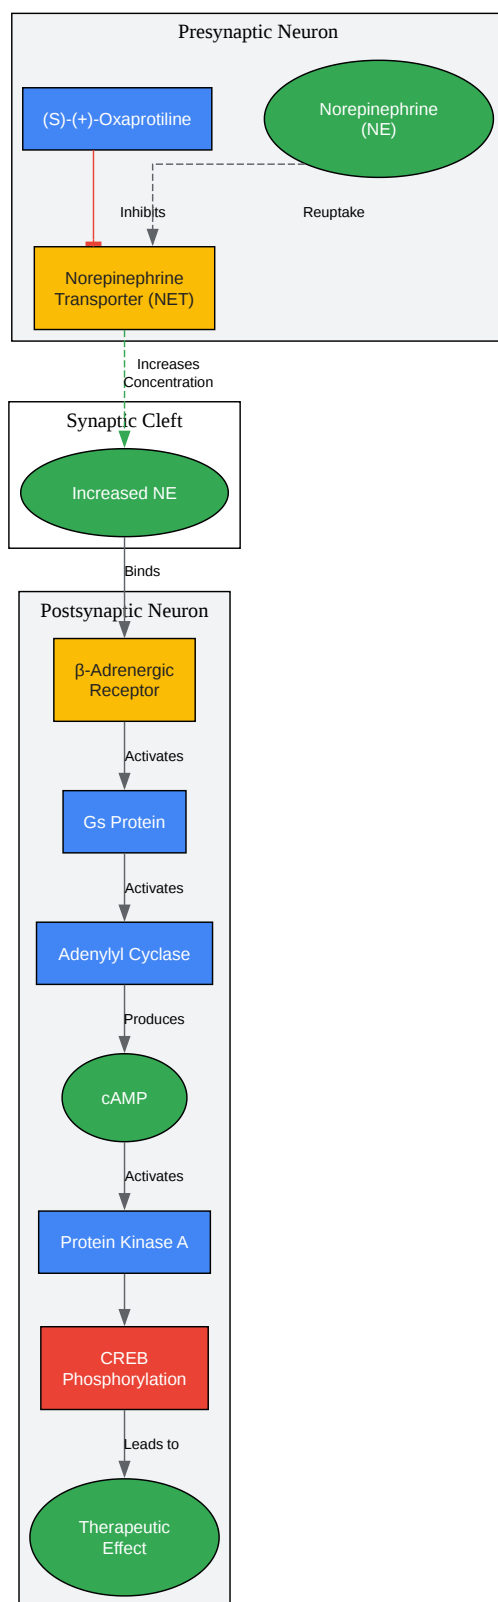 Presynaptic Neuron
(S)-(+)-Oxaprotiline
Norepinephrine
(NE)
Inhibits
Reuptake
Norepinephrine
Transporter (NET)
Increases
Concentration
Synaptic Cleft
Increased NE
Binds
Postsynaptic Neuron
β-Adrenergic
Receptor
Activates
Gs Protein
Activates
Adenylyl Cyclase
Produces
cAMP
Activates
Protein Kinase A
CREB
Phosphorylation
Leads to
Therapeutic
Effect